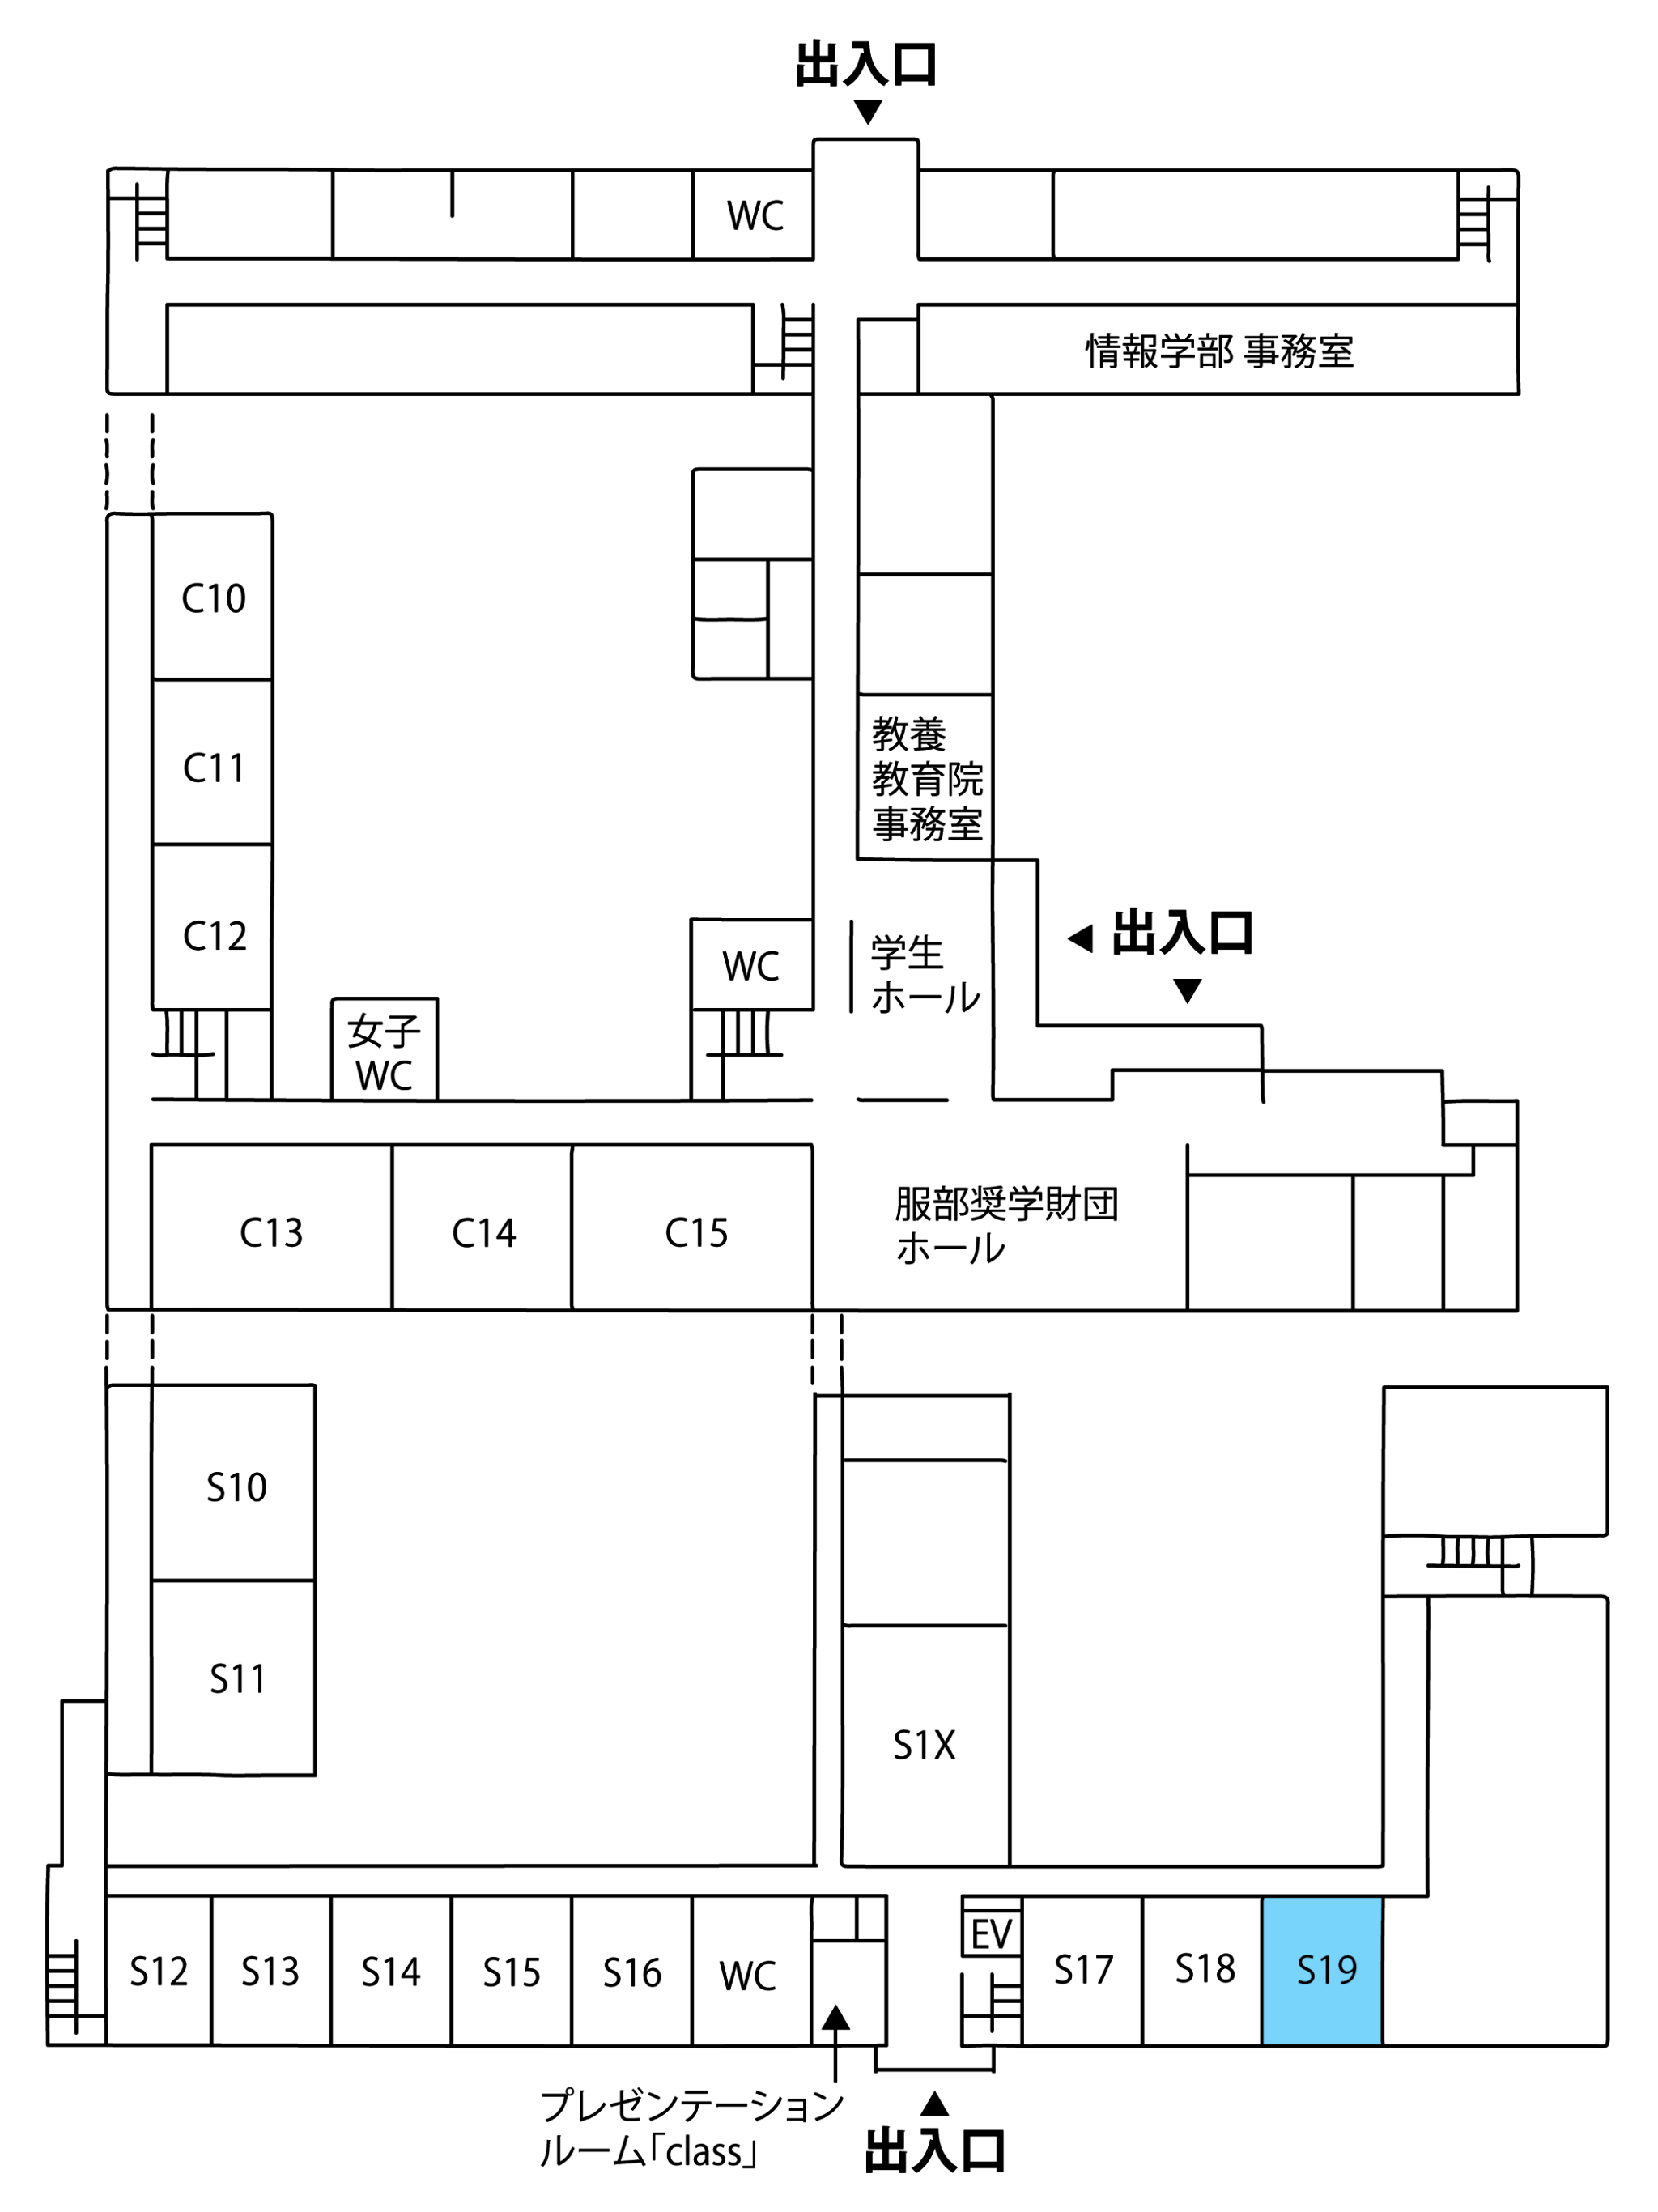 出入口
WC
情報学部 事務室
C10
C11
C12
教養
教育院
事務室
出入口
WC
学生
ホール
女子
WC
C13
C14
C15
服部奨学財団
ホール
S10
S11
S1X
S12
S13
S14
S15
S16
WC
EV
S17
S18
S19
プレゼンテーション
ルーム「class」
出入口